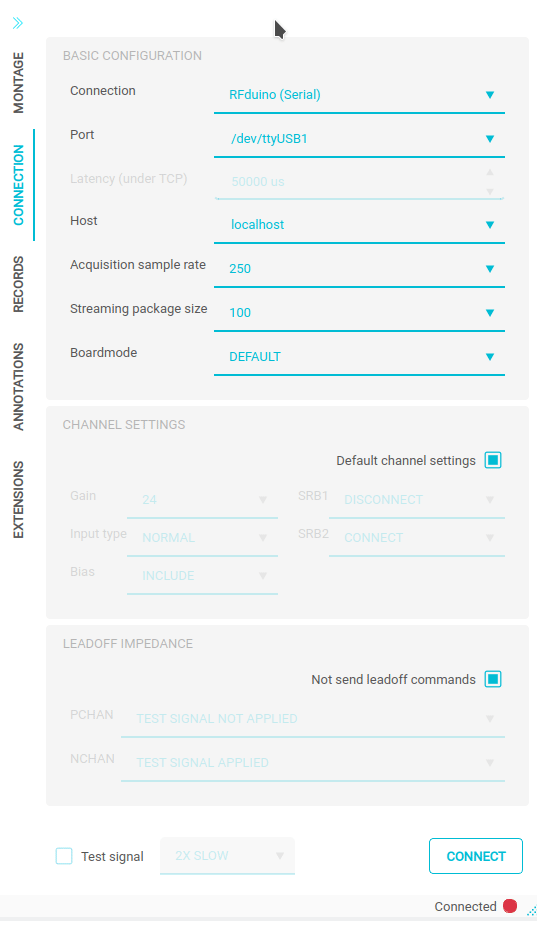 MONTAGE
CONNECTION
RECORDS
ANNOTATIONS
EXTENSIONS
BASIC CONFIGURATION
Connection RFduino (Serial)
Port /dev/ttyUSB1
Latency (under TCP) 50000 us
Host localhost
Acquisition sample rate 250
Streaming package size 100
Boardmode DEFAULT
CHANNEL SETTINGS
Default channel settings
Gain 24 SRB1 DISCONNECT
Input type NORMAL SRB2 CONNECT
Bias INCLUDE
LEADOFF IMPEDANCE
Not send leadoff commands
PCHAN TEST SIGNAL NOT APPLIED
NCHAN TEST SIGNAL APPLIED
Test signal 2X SLOW CONNECT
Connected